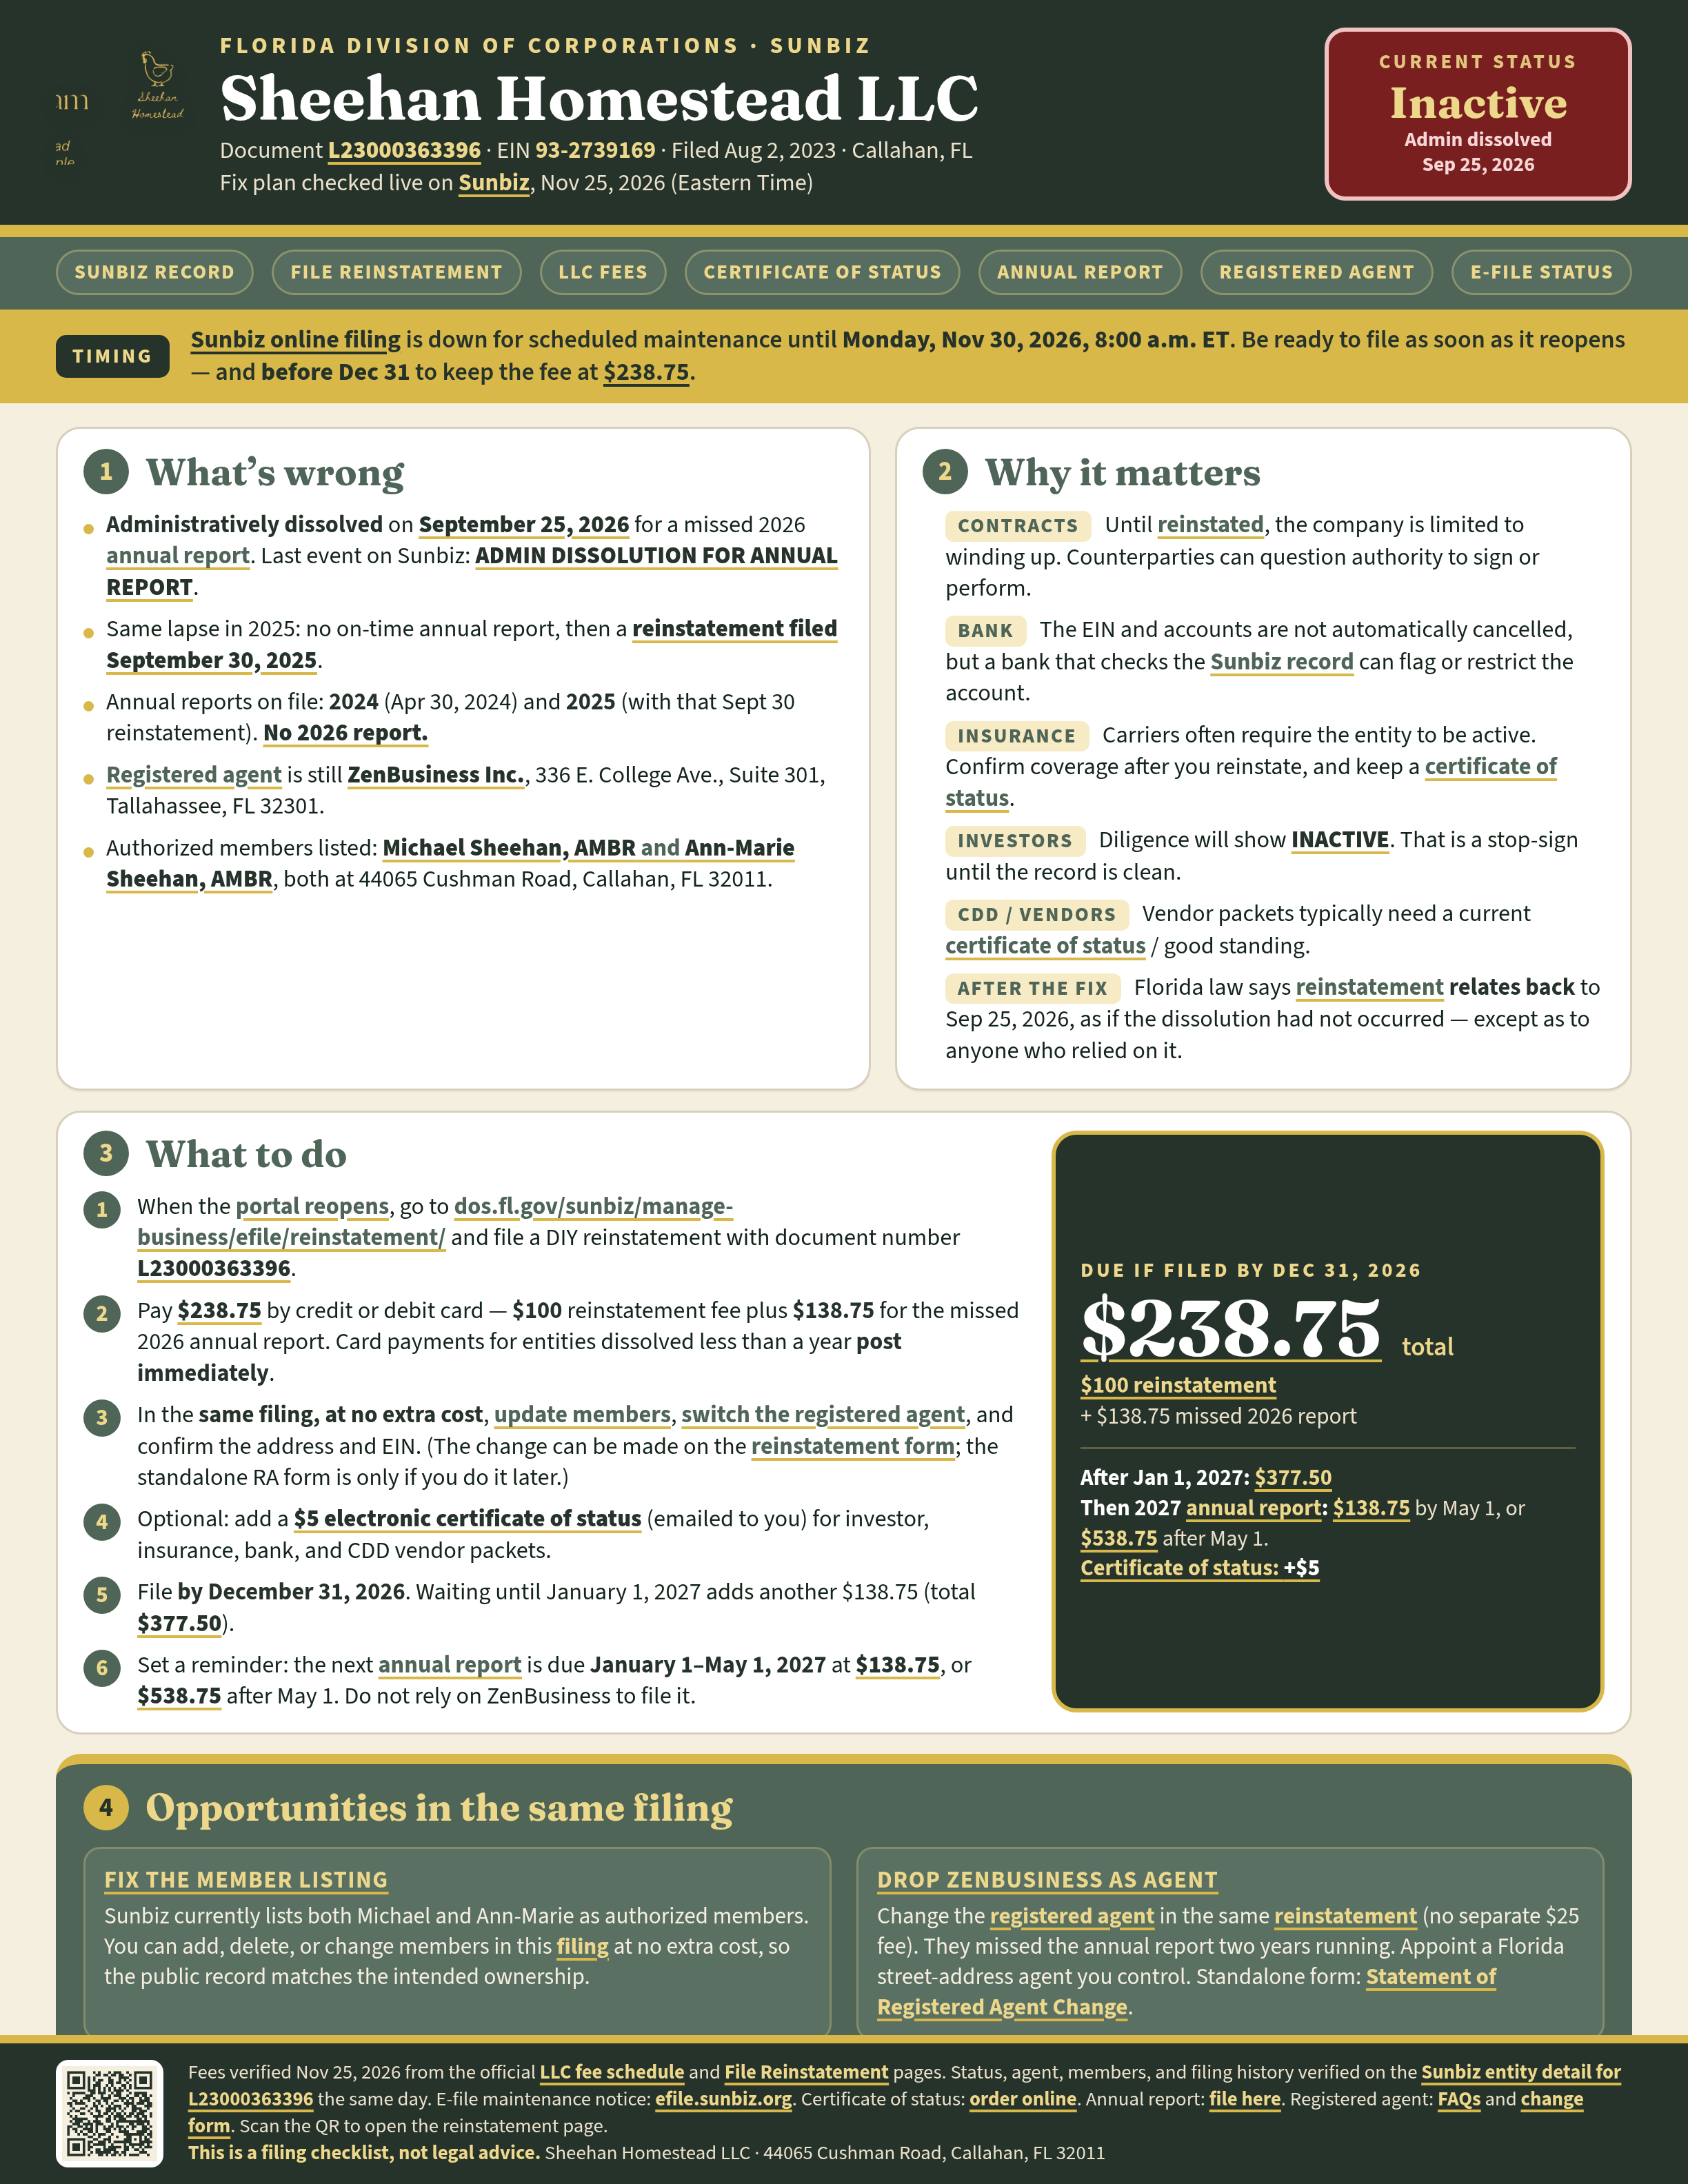 FLORIDA DIVISION OF CORPORATIONS · SUNBIZ
Sheehan
Homestead
Sheehan Homestead LLC
Document L23000363396 · EIN 93-2739169 · Filed Aug 2, 2023 · Callahan, FL
Fix plan checked live on Sunbiz, Nov 25, 2026 (Eastern Time)
CURRENT STATUS
Inactive
Admin dissolved
Sep 25, 2026
SUNBIZ RECORD
FILE REINSTATEMENT
LLC FEES
CERTIFICATE OF STATUS
ANNUAL REPORT
REGISTERED AGENT
E-FILE STATUS
TIMING
Sunbiz online filing is down for scheduled maintenance until Monday, Nov 30, 2026, 8:00 a.m. ET. Be ready to file as soon as it reopens
— and before Dec 31 to keep the fee at $238.75.
1 What’s wrong
Administratively dissolved on September 25, 2026 for a missed 2026
annual report. Last event on Sunbiz: ADMIN DISSOLUTION FOR ANNUAL
REPORT.
Same lapse in 2025: no on-time annual report, then a reinstatement filed
September 30, 2025.
Annual reports on file: 2024 (Apr 30, 2024) and 2025 (with that Sept 30
reinstatement). No 2026 report.
Registered agent is still ZenBusiness Inc., 336 E. College Ave., Suite 301,
Tallahassee, FL 32301.
Authorized members listed: Michael Sheehan, AMBR and Ann-Marie
Sheehan, AMBR, both at 44065 Cushman Road, Callahan, FL 32011.
2 Why it matters
CONTRACTS Until reinstated, the company is limited to
winding up. Counterparties can question authority to sign or
perform.
BANK The EIN and accounts are not automatically cancelled,
but a bank that checks the Sunbiz record can flag or restrict the
account.
INSURANCE Carriers often require the entity to be active.
Confirm coverage after you reinstate, and keep a certificate of
status.
INVESTORS Diligence will show INACTIVE. That is a stop-sign
until the record is clean.
CDD / VENDORS Vendor packets typically need a current
certificate of status / good standing.
AFTER THE FIX Florida law says reinstatement relates back to
Sep 25, 2026, as if the dissolution had not occurred — except as to
anyone who relied on it.
3 What to do
1 When the portal reopens, go to dos.fl.gov/sunbiz/manage-
business/efile/reinstatement/ and file a DIY reinstatement with document number
L23000363396.
2 Pay $238.75 by credit or debit card — $100 reinstatement fee plus $138.75 for the missed
2026 annual report. Card payments for entities dissolved less than a year post
immediately.
3 In the same filing, at no extra cost, update members, switch the registered agent, and
confirm the address and EIN. (The change can be made on the reinstatement form; the
standalone RA form is only if you do it later.)
4 Optional: add a $5 electronic certificate of status (emailed to you) for investor,
insurance, bank, and CDD vendor packets.
5 File by December 31, 2026. Waiting until January 1, 2027 adds another $138.75 (total
$377.50).
6 Set a reminder: the next annual report is due January 1–May 1, 2027 at $138.75, or
$538.75 after May 1. Do not rely on ZenBusiness to file it.
DUE IF FILED BY DEC 31, 2026
$238.75 total
$100 reinstatement
+ $138.75 missed 2026 report
After Jan 1, 2027: $377.50
Then 2027 annual report: $138.75 by May 1, or
$538.75 after May 1.
Certificate of status: +$5
4 Opportunities in the same filing
FIX THE MEMBER LISTING
Sunbiz currently lists both Michael and Ann-Marie as authorized members.
You can add, delete, or change members in this filing at no extra cost, so
the public record matches the intended ownership.
DROP ZENBUSINESS AS AGENT
Change the registered agent in the same reinstatement (no separate $25
fee). They missed the annual report two years running. Appoint a Florida
street-address agent you control. Standalone form: Statement of
Registered Agent Change.
Fees verified Nov 25, 2026 from the official LLC fee schedule and File Reinstatement pages. Status, agent, members, and filing history verified on the Sunbiz entity detail for
L23000363396 the same day. E-file maintenance notice: efile.sunbiz.org. Certificate of status: order online. Annual report: file here. Registered agent: FAQs and change
form. Scan the QR to open the reinstatement page.
This is a filing checklist, not legal advice. Sheehan Homestead LLC · 44065 Cushman Road, Callahan, FL 32011